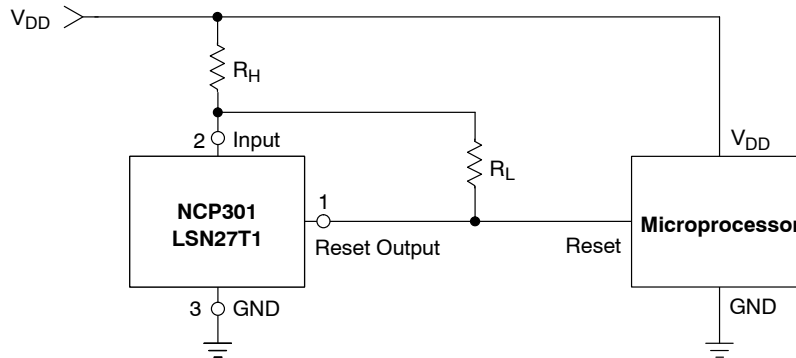 V_DD
R_H
2 Input
V_DD
R_L
NCP301
LSN27T1
1
Reset Output
Reset
Microprocessor
3 GND
GND